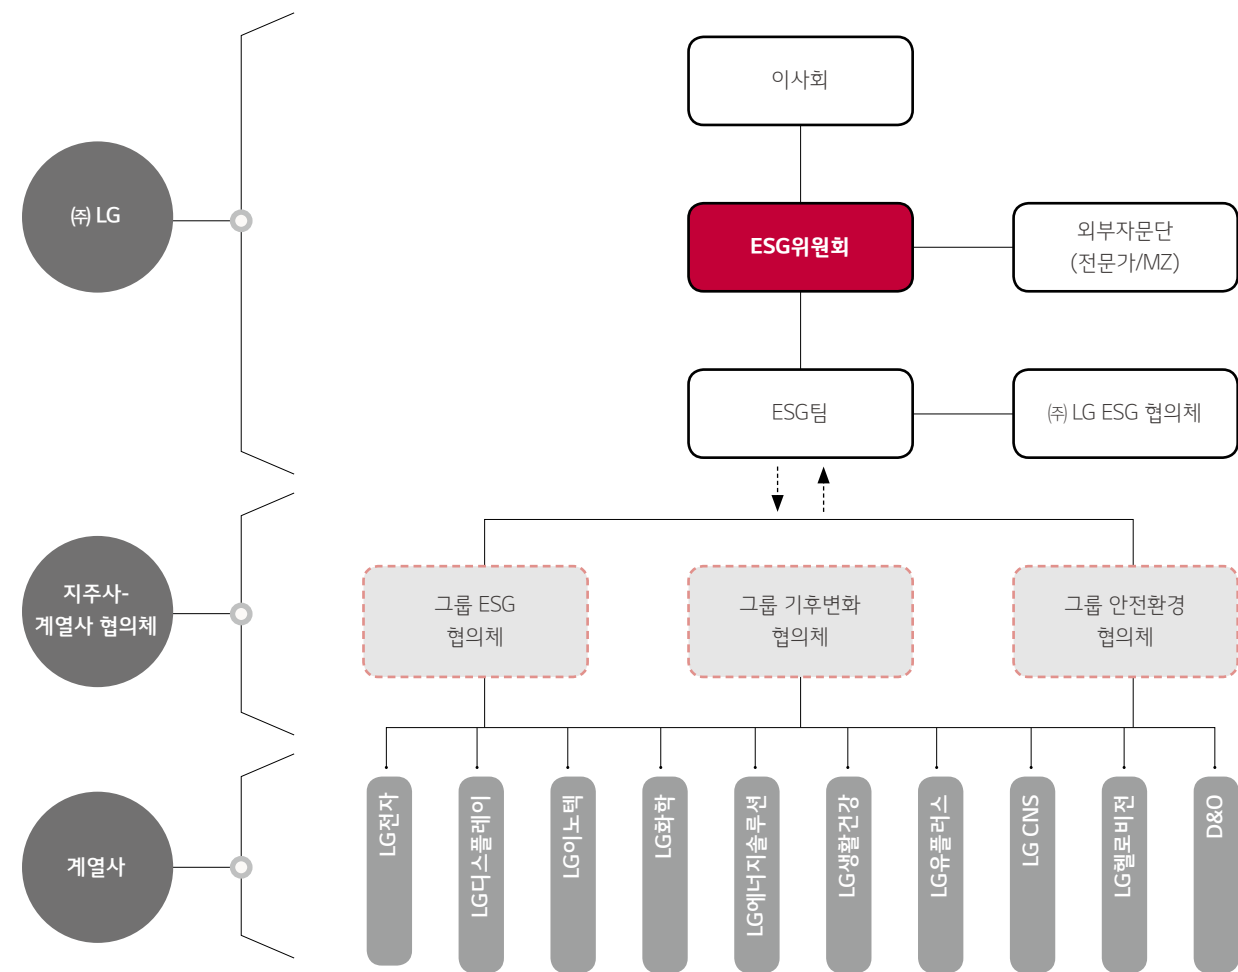 이사회
㈜ LG
ESG위원회
외부자문단
(전문가/MZ)
ESG팀
㈜ LG ESG 협의체
지주사-
계열사 협의체
그룹 ESG
협의체
그룹 기후변화
협의체
그룹 안전환경
협의체
계열사
LG전자
LG디스플레이
LG이노텍
LG화학
LG에너지솔루션
LG생활건강
LG유플러스
LG CNS
LG헬로비전
D&O